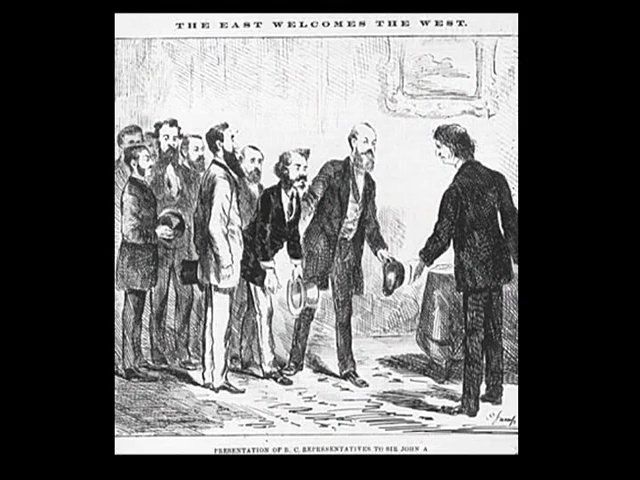 THE EAST WELCOMES THE WEST.
PRESENTATION OF B. C. REPRESENTATIVES TO SIR JOHN A